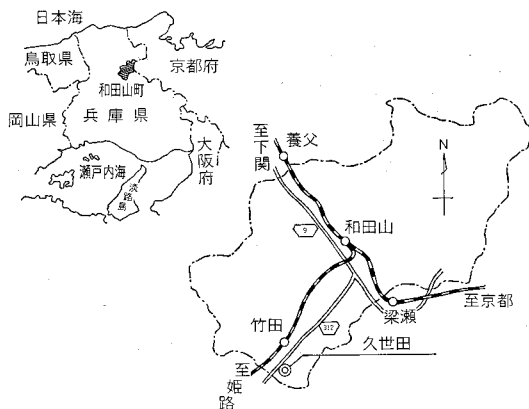 日本海
鳥取県
京都府
和田山町
岡山県
兵庫県
大阪府
瀬戸内海
淡路島
至下関
養父
N
9
和田山
梁瀬
至京都
竹田
312
久世田
至姫路